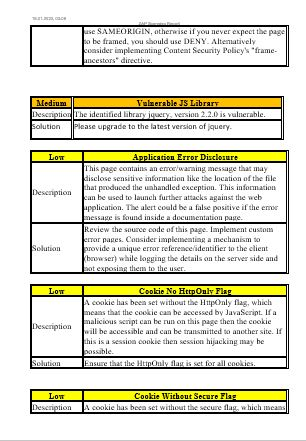 ZAP Scanning Report
use SAMEORIGIN, otherwise if you never expect the page
to be framed, you should use DENY. Alternatively
consider implementing Content Security Policy's "frame-
ancestors" directive.
Medium Vulnerable JS Library
Description The identified library jquery, version 2.2.0 is vulnerable.
Solution Please upgrade to the latest version of jquery.
Low Application Error Disclosure
This page contains an error/warning message that may
disclose sensitive information like the location of the file
that produced the unhandled exception. This information
Description can be used to launch further attacks against the web
application. The alert could be a false positive if the error
message is found inside a documentation page.
Review the source code of this page. Implement custom
error pages. Consider implementing a mechanism to
Solution provide a unique error reference/identifier to the client
(browser) while logging the details on the server side and
not exposing them to the user.
Low Cookie No HttpOnly Flag
A cookie has been set without the HttpOnly flag, which
means that the cookie can be accessed by JavaScript. If a
Description malicious script can be run on this page then the cookie
will be accessible and can be transmitted to another site. If
this is a session cookie then session hijacking may be
possible.
Solution Ensure that the HttpOnly flag is set for all cookies.
Low Cookie Without Secure Flag
Description A cookie has been set without the secure flag, which means